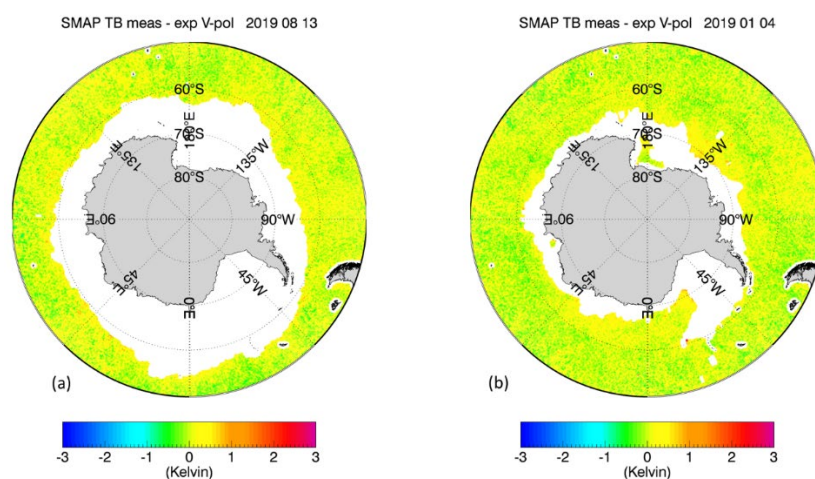 SMAP TB meas - exp V-pol 2019 08 13
60°S
70°S
180°E
135°E
135°W
80°S
90°E
90°W
45°E
45°W
0°E
(a)
-3 -2 -1 0 1 2 3
(Kelvin)
SMAP TB meas - exp V-pol 2019 01 04
60°S
70°S
180°E
135°E
135°W
80°S
90°E
90°W
45°E
45°W
0°E
(b)
-3 -2 -1 0 1 2 3
(Kelvin)